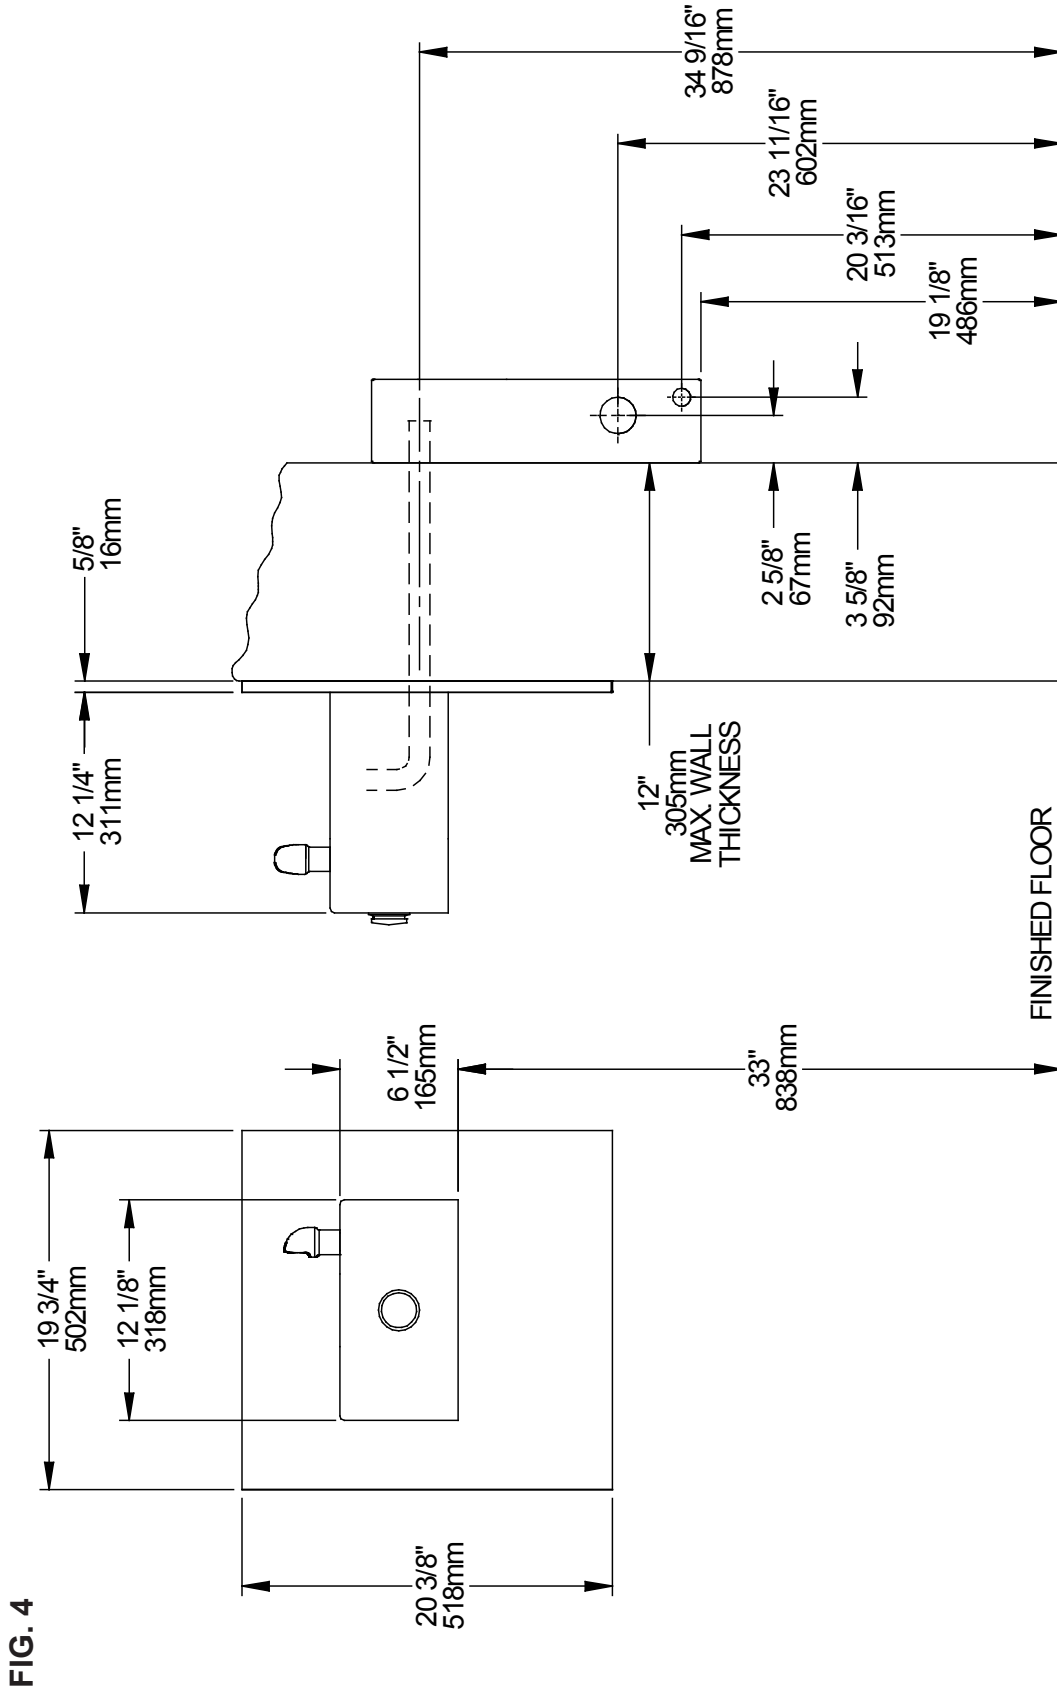 FIG. 4
19 3/4"
502mm
12 1/8"
318mm
20 3/8"
518mm
6 1/2"
165mm
33"
838mm
12 1/4"
311mm
5/8"
16mm
12"
305mm
MAX. WALL
THICKNESS
2 5/8"
67mm
3 5/8"
92mm
19 1/8"
486mm
20 3/16"
513mm
23 11/16"
602mm
34 9/16"
878mm
FINISHED FLOOR